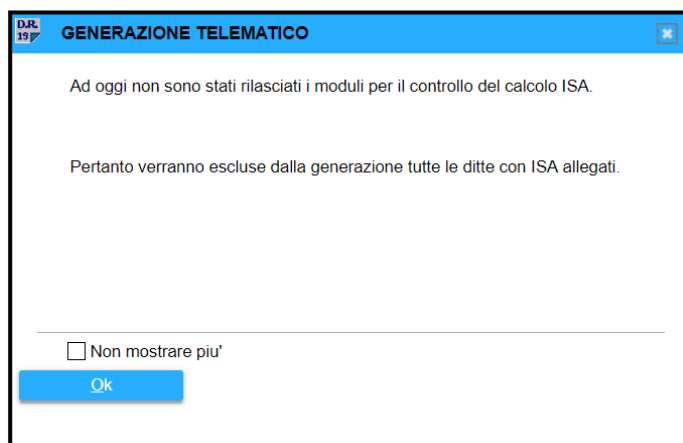 D.R.
19
GENERAZIONE TELEMATICO
Ad oggi non sono stati rilasciati i moduli per il controllo del calcolo ISA.
Pertanto verranno escluse dalla generazione tutte le ditte con ISA allegati.
Non mostrare piu'
Ok